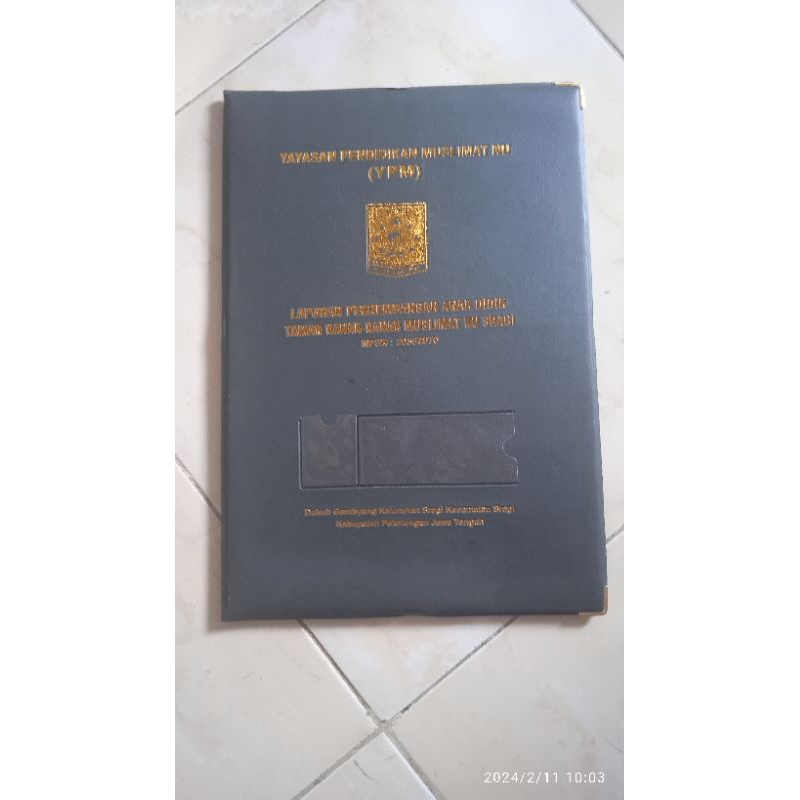 YAYASAN PENDIDIKAN MUSLIMAT NU
(YPM)
LAPORAN PERKEMBANGAN ANAK DIDIK
TAMAN KANAK-KANAK MUSLIMAT NU SRAGI
NPSN :
Dukuh Kelurahan Sragi Kecamatan Sragi
Kabupaten Pekalongan Jawa Tengah
2024/2/11 10:03